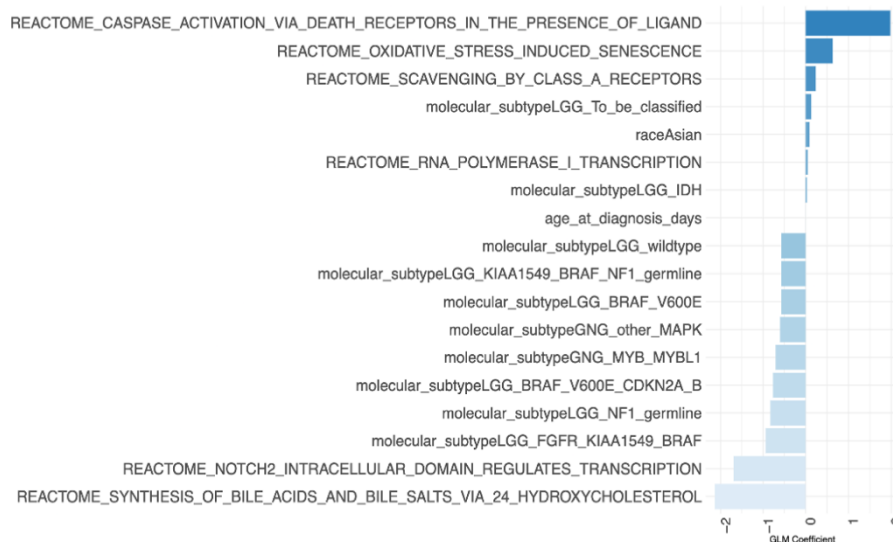 REACTOME_CASPASE_ACTIVATION_VIA_DEATH_RECEPTORS_IN_THE_PRESENCE_OF_LIGAND
REACTOME_OXIDATIVE_STRESS_INDUCED_SENESCENCE
REACTOME_SCAVENGING_BY_CLASS_A_RECEPTORS
molecular_subtypeLGG_To_be_classified
raceAsian
REACTOME_RNA_POLYMERASE_I_TRANSCRIPTION
molecular_subtypeLGG_IDH
age_at_diagnosis_days
molecular_subtypeLGG_wildtype
molecular_subtypeLGG_KIAA1549_BRAF_NF1_germline
molecular_subtypeLGG_BRAF_V600E
molecular_subtypeGNG_other_MAPK
molecular_subtypeGNG_MYB_MYBL1
molecular_subtypeLGG_BRAF_V600E_CDKN2A_B
molecular_subtypeLGG_NF1_germline
molecular_subtypeLGG_FGFR_KIAA1549_BRAF
REACTOME_NOTCH2_INTRACELLULAR_DOMAIN_REGULATES_TRANSCRIPTION
REACTOME_SYNTHESIS_OF_BILE_ACIDS_AND_BILE_SALTS_VIA_24_HYDROXYCHOLESTEROL
−2 −1 0 1
GLM Coefficient